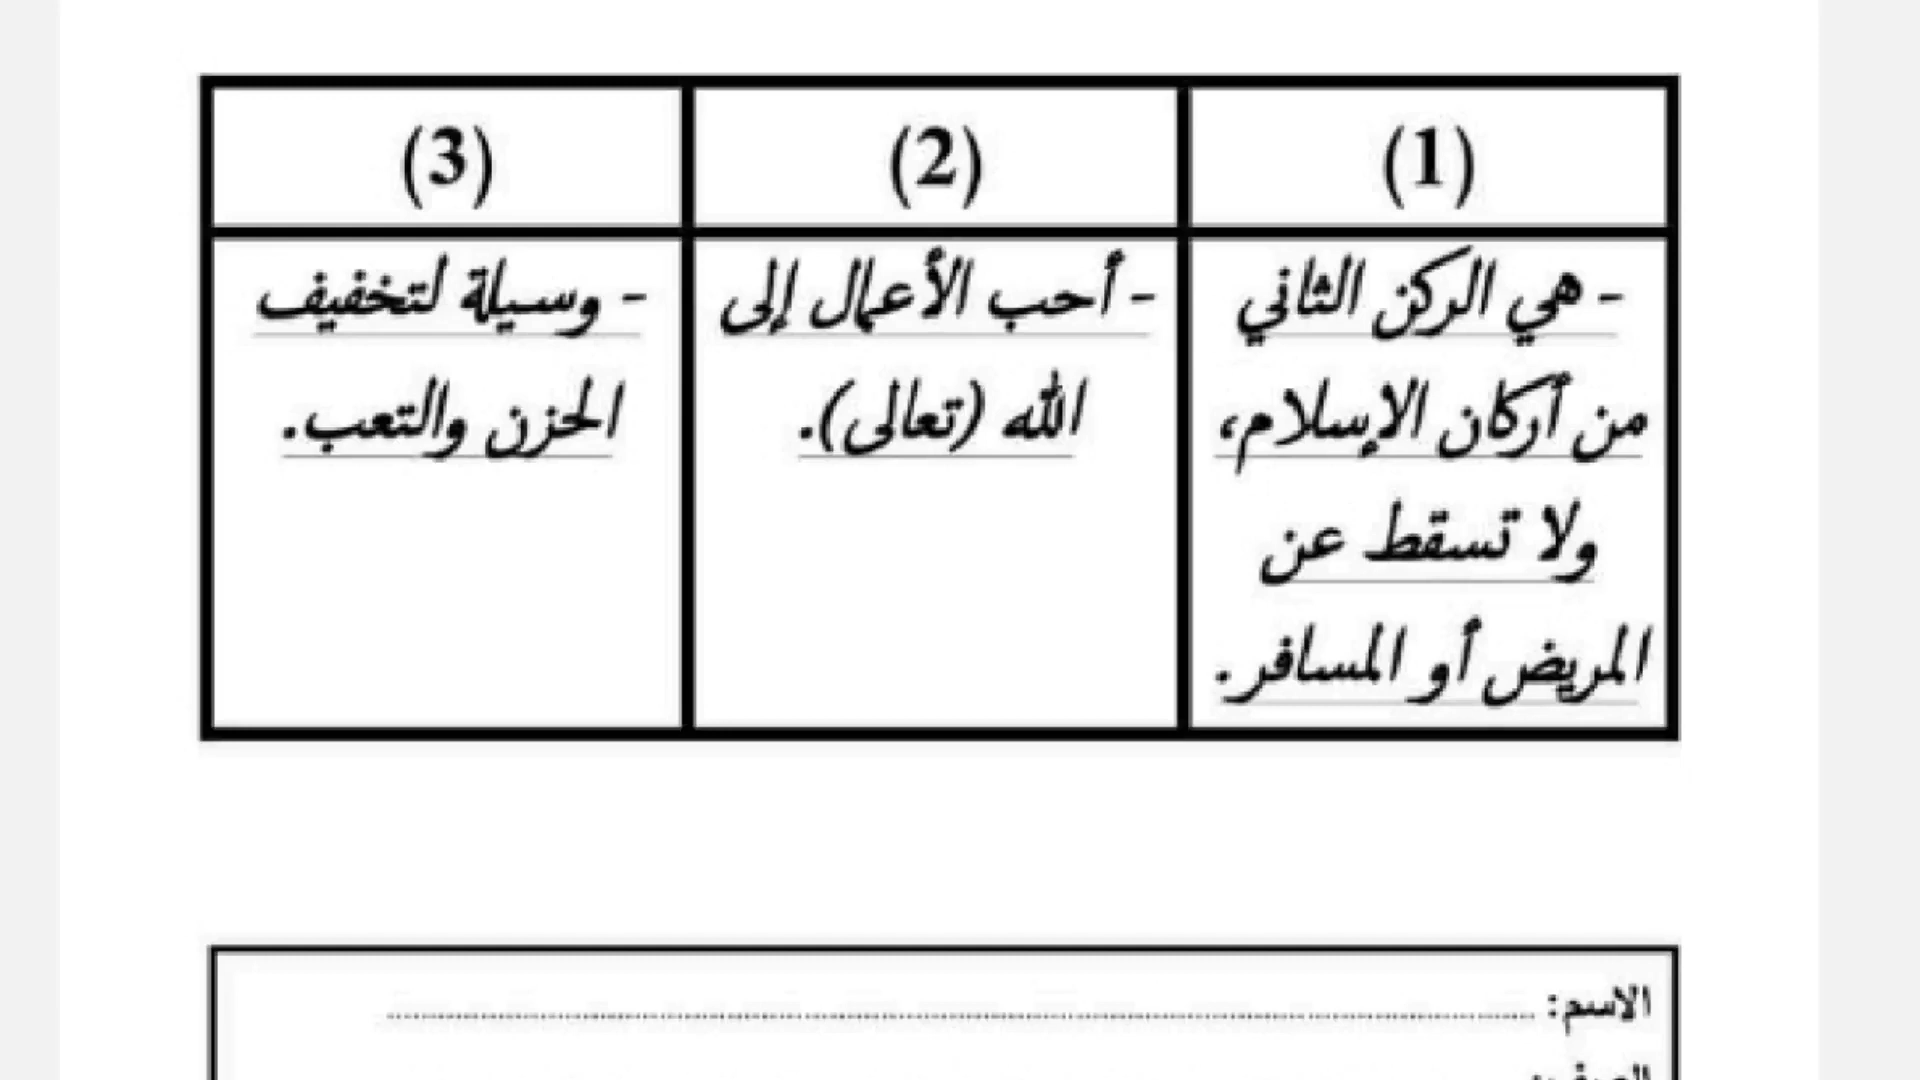 (1)
(2)
(3)
- هي الركن الثاني
من أركان الإسلام،
ولا تسقط عن
المريض أو المسافر.
- أحب الأعمال إلى
الله (تعالى).
- وسيلة لتخفيف
الحزن والتعب.
الاسم: ........................................................